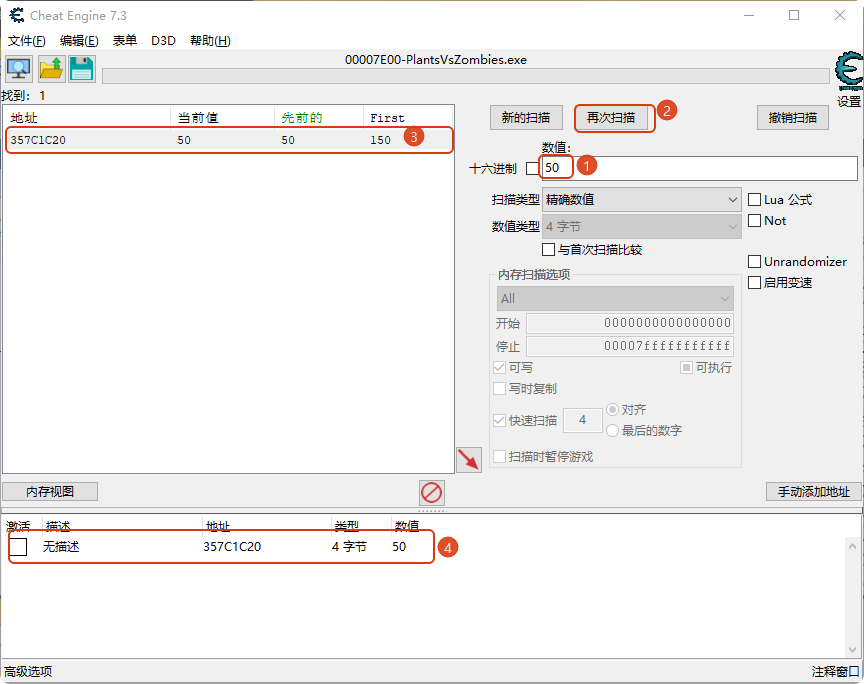 Cheat Engine 7.3
文件(F) 编辑(E) 表单 D3D 帮助(H)
00007E00-PlantsVsZombies.exe
设置
找到: 1
地址 当前值 先前的 First
357C1C20 50 50 150 3
新的扫描 再次扫描 2 撤销扫描
数值:
十六进制 50 1
扫描类型 精确数值 Lua 公式
数值类型 4 字节 Not
与首次扫描比较
Unrandomizer
启用变速
内存扫描选项
All
开始 0000000000000000
停止 00007fffffffffff
可写 可执行
写时复制
快速扫描 4 对齐
最后的数字
扫描时暂停游戏
内存视图 手动添加地址
激活 描述 地址 类型 数值
无描述 357C1C20 4 字节 50 4
高级选项 注释窗口